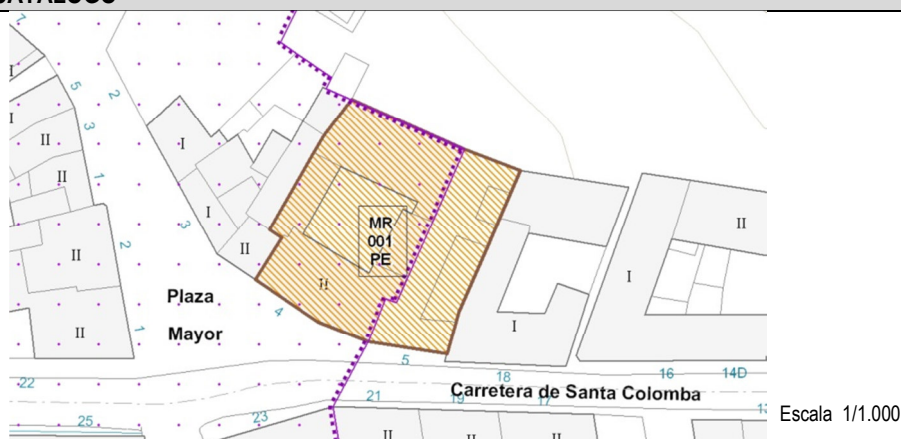 7
2
I
5
I
3
I
II
1
II
I
3
MR
001
PE
2
II
II
II
II
I
Plaza
4
Mayor
1
II
I
5
22
18
16
14D
Carretera de Santa Colomba
21
19
17
25
23
II
II
II
Escala 1/1.000